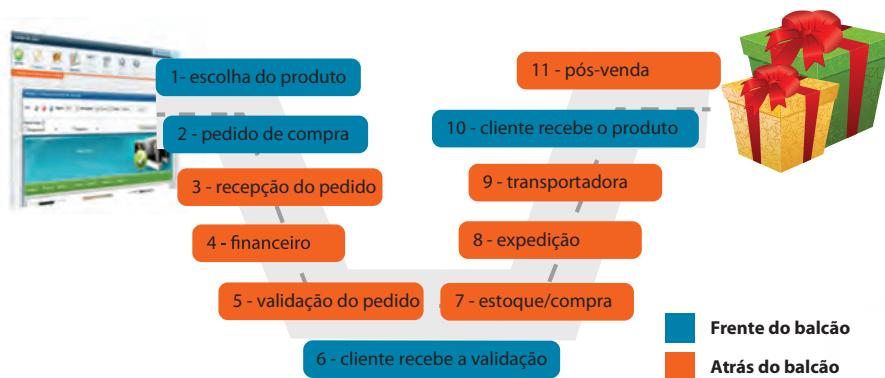 1- escolha do produto
2 - pedido de compra
3 - recepção do pedido
4 - financeiro
5 - validação do pedido
6 - cliente recebe a validação
7 - estoque/compra
8 - expedição
9 - transportadora
10 - cliente recebe o produto
11 - pós-venda
Frente do balcão
Atrás do balcão